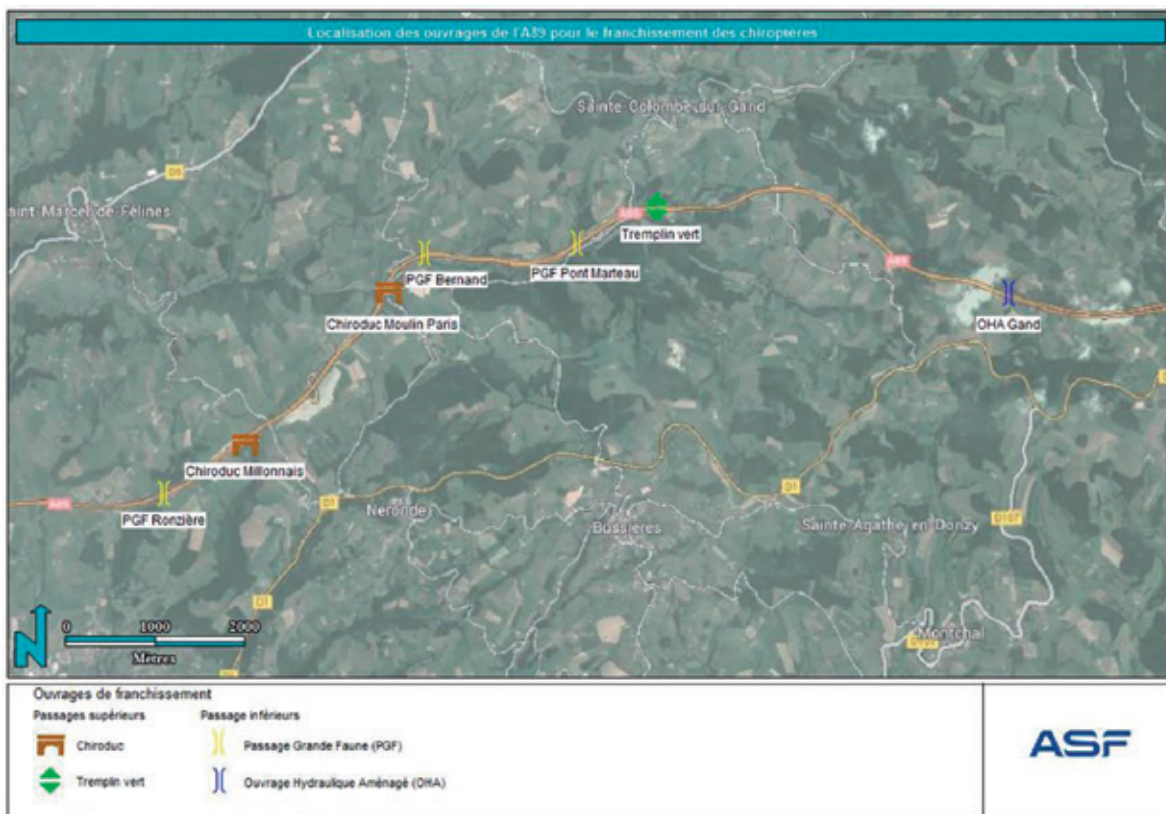 Localisation des ouvrages de l'A89 pour le franchissement des chiroptères
Sainte-Colombe-sur-Gand
D5
aint-Marcel-de-Félines
A89
Tremplin vert
PGF Bernand
PGF Pont Marteau
A89
Chiroduc Moulin Paris
OHA Gand
D
Chiroduc Millonnais
A89
PGF Ronzière
D1
Néronde
D1
Bussières
Sainte-Agathe-en-Donzy
D107
D1
Montchal
N
0 1000 2000
Mètres
Ouvrages de franchissement
Passages supérieurs
Passage inférieurs
Chiroduc
Passage Grande Faune (PGF)
Tremplin vert
Ouvrage Hydraulique Aménagé (OHA)
ASF